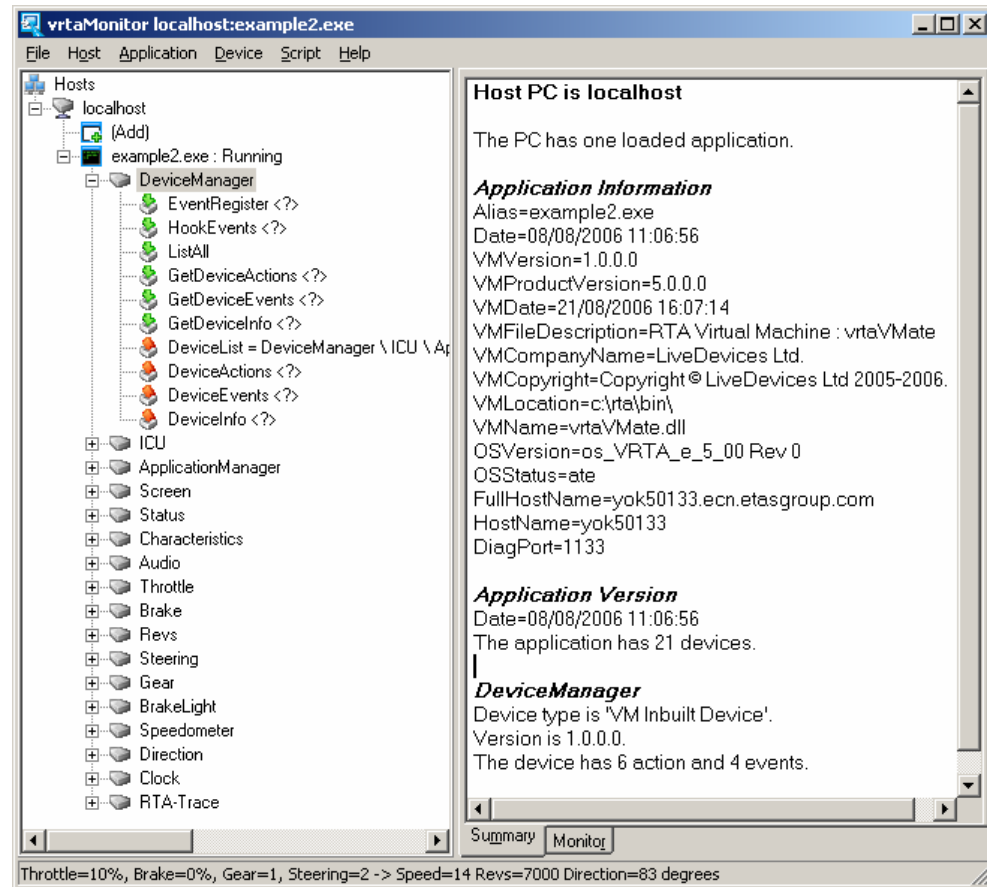 vrtaMonitor localhost:example2.exe
File Host Application Device Script Help
Hosts
localhost
(Add)
example2.exe : Running
DeviceManager
EventRegister <?>
HookEvents <?>
ListAll
GetDeviceActions <?>
GetDeviceEvents <?>
GetDeviceInfo <?>
DeviceList = DeviceManager \ ICU \ Ap
DeviceActions <?>
DeviceEvents <?>
DeviceInfo <?>
ICU
ApplicationManager
Screen
Status
Characteristics
Audio
Throttle
Brake
Revs
Steering
Gear
BrakeLight
Speedometer
Direction
Clock
RTA-Trace
Host PC is localhost
The PC has one loaded application.
Application Information
Alias=example2.exe
Date=08/08/2006 11:06:56
VMVersion=1.0.0.0
VMProductVersion=5.0.0.0
VMDate=21/08/2006 16:07:14
VMFileDescription=RTA Virtual Machine : vrtaVMate
VMCompanyName=LiveDevices Ltd.
VMCopyright=Copyright © LiveDevices Ltd 2005-2006.
VMLocation=c:\rta\bin\
VMName=vrtaVMate.dll
OSVersion=os_VRTA_e_5_00 Rev 0
OSStatus=ate
FullHostName=yok50133.ecn.etasgroup.com
HostName=yok50133
DiagPort=1133
Application Version
Date=08/08/2006 11:06:56
The application has 21 devices.
DeviceManager
Device type is 'VM Inbuilt Device'.
Version is 1.0.0.0.
The device has 6 action and 4 events.
Summary Monitor
Throttle=10%, Brake=0%, Gear=1, Steering=2 -> Speed=14 Revs=7000 Direction=83 degrees